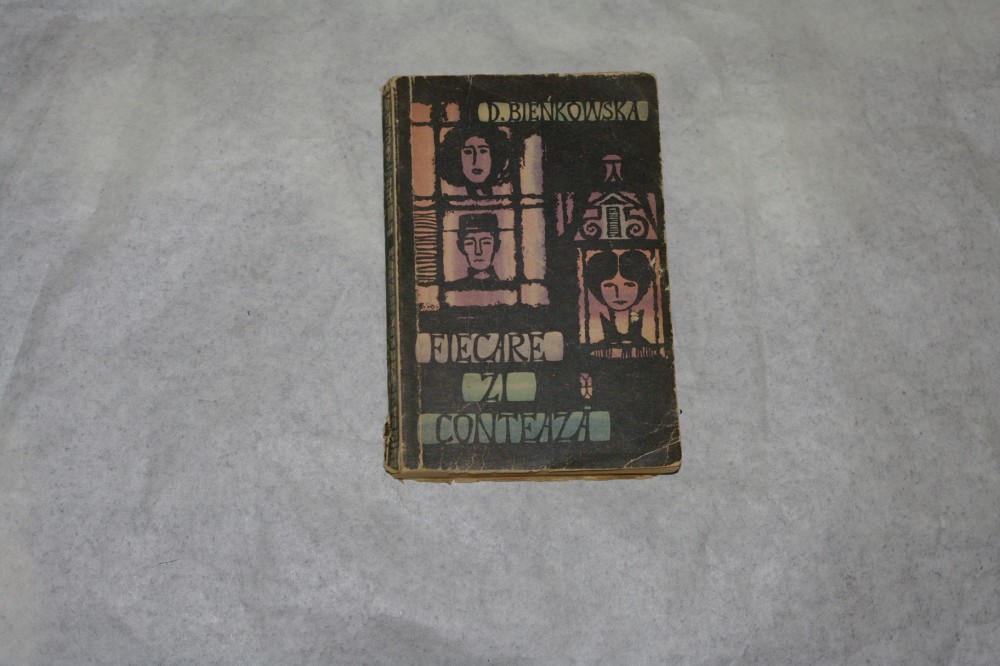 D. BIEŃKOWSKA
FIECARE
ZI
CONTEAZĂ